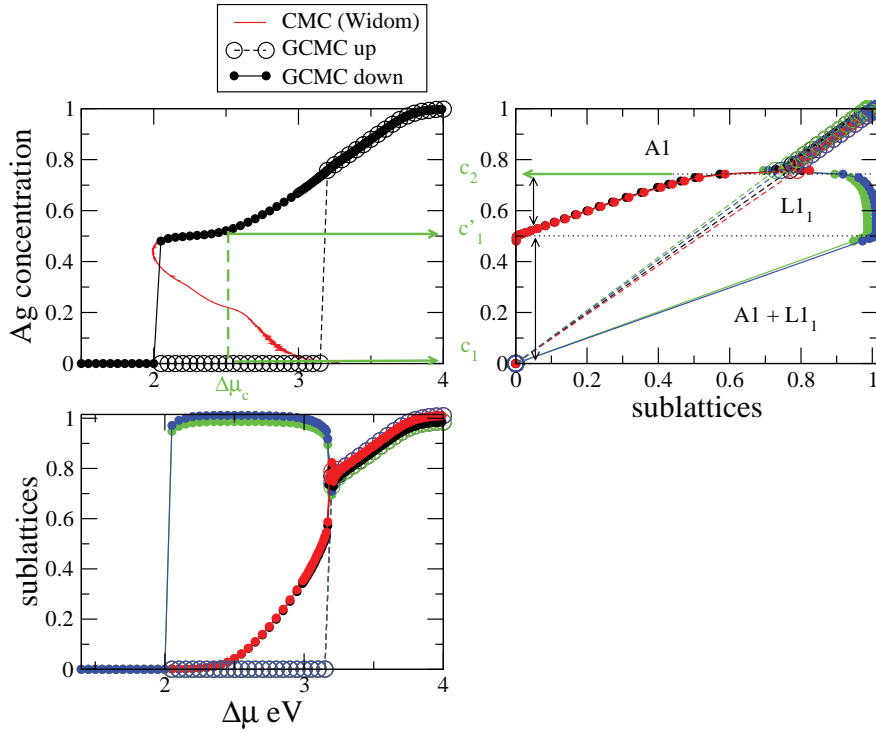 CMC (Widom)
GCMC up
GCMC down
Ag concentration
1
0.8
0.6
0.4
0.2
0
2
3
4
Δμc
1
0.8
0.6
0.4
0.2
0
c2
c'1
c1
A1
L11
A1 + L11
0
0.2
0.4
0.6
0.8
1
sublattices
sublattices
1
0.8
0.6
0.4
0.2
0
2
3
4
Δμ eV